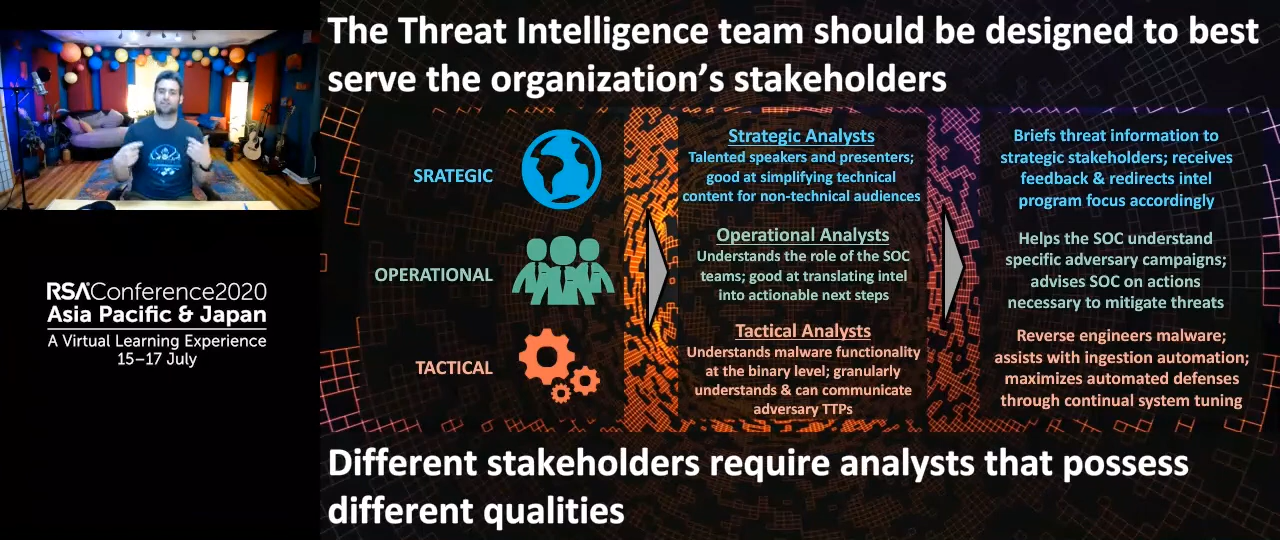 The Threat Intelligence team should be designed to best
serve the organization's stakeholders
SRATEGIC
Strategic Analysts
Talented speakers and presenters;
good at simplifying technical
content for non-technical audiences
Briefs threat information to
strategic stakeholders; receives
feedback & redirects intel
program focus accordingly
OPERATIONAL
Operational Analysts
Understands the role of the SOC
teams; good at translating intel
into actionable next steps
Helps the SOC understand
specific adversary campaigns;
advises SOC on actions
necessary to mitigate threats
TACTICAL
Tactical Analysts
Understands malware functionality
at the binary level; granularly
understands & can communicate
adversary TTPs
Reverse engineers malware;
assists with ingestion automation;
maximizes automated defenses
through continual system tuning
Different stakeholders require analysts that possess
different qualities
RSAConference2020
Asia Pacific & Japan
A Virtual Learning Experience
15–17 July